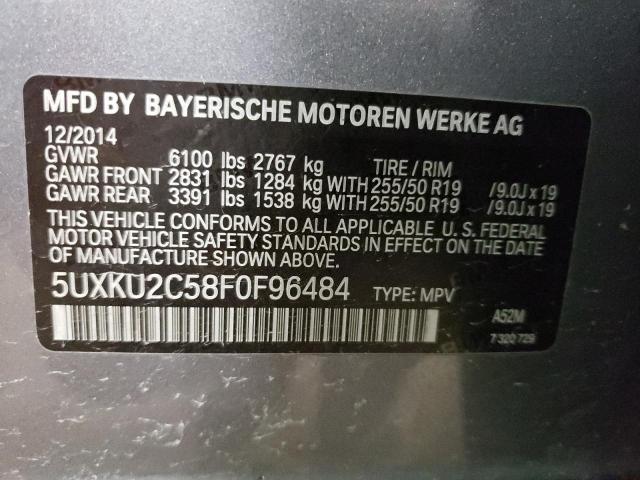 MFD BY BAYERISCHE MOTOREN WERKE AG
12/2014
GVWR 6100 lbs 2767 kg TIRE / RIM
GAWR FRONT 2831 lbs 1284 kg WITH 255/50 R19 /9.0J x 19
GAWR REAR 3391 lbs 1538 kg WITH 255/50 R19 /9.0J x 19
THIS VEHICLE CONFORMS TO ALL APPLICABLE U. S. FEDERAL
MOTOR VEHICLE SAFETY STANDARDS IN EFFECT ON THE DATE
OF MANUFACTURE SHOWN ABOVE.
5UXKU2C58F0F96484 TYPE: MPV
A52M
7 320 729